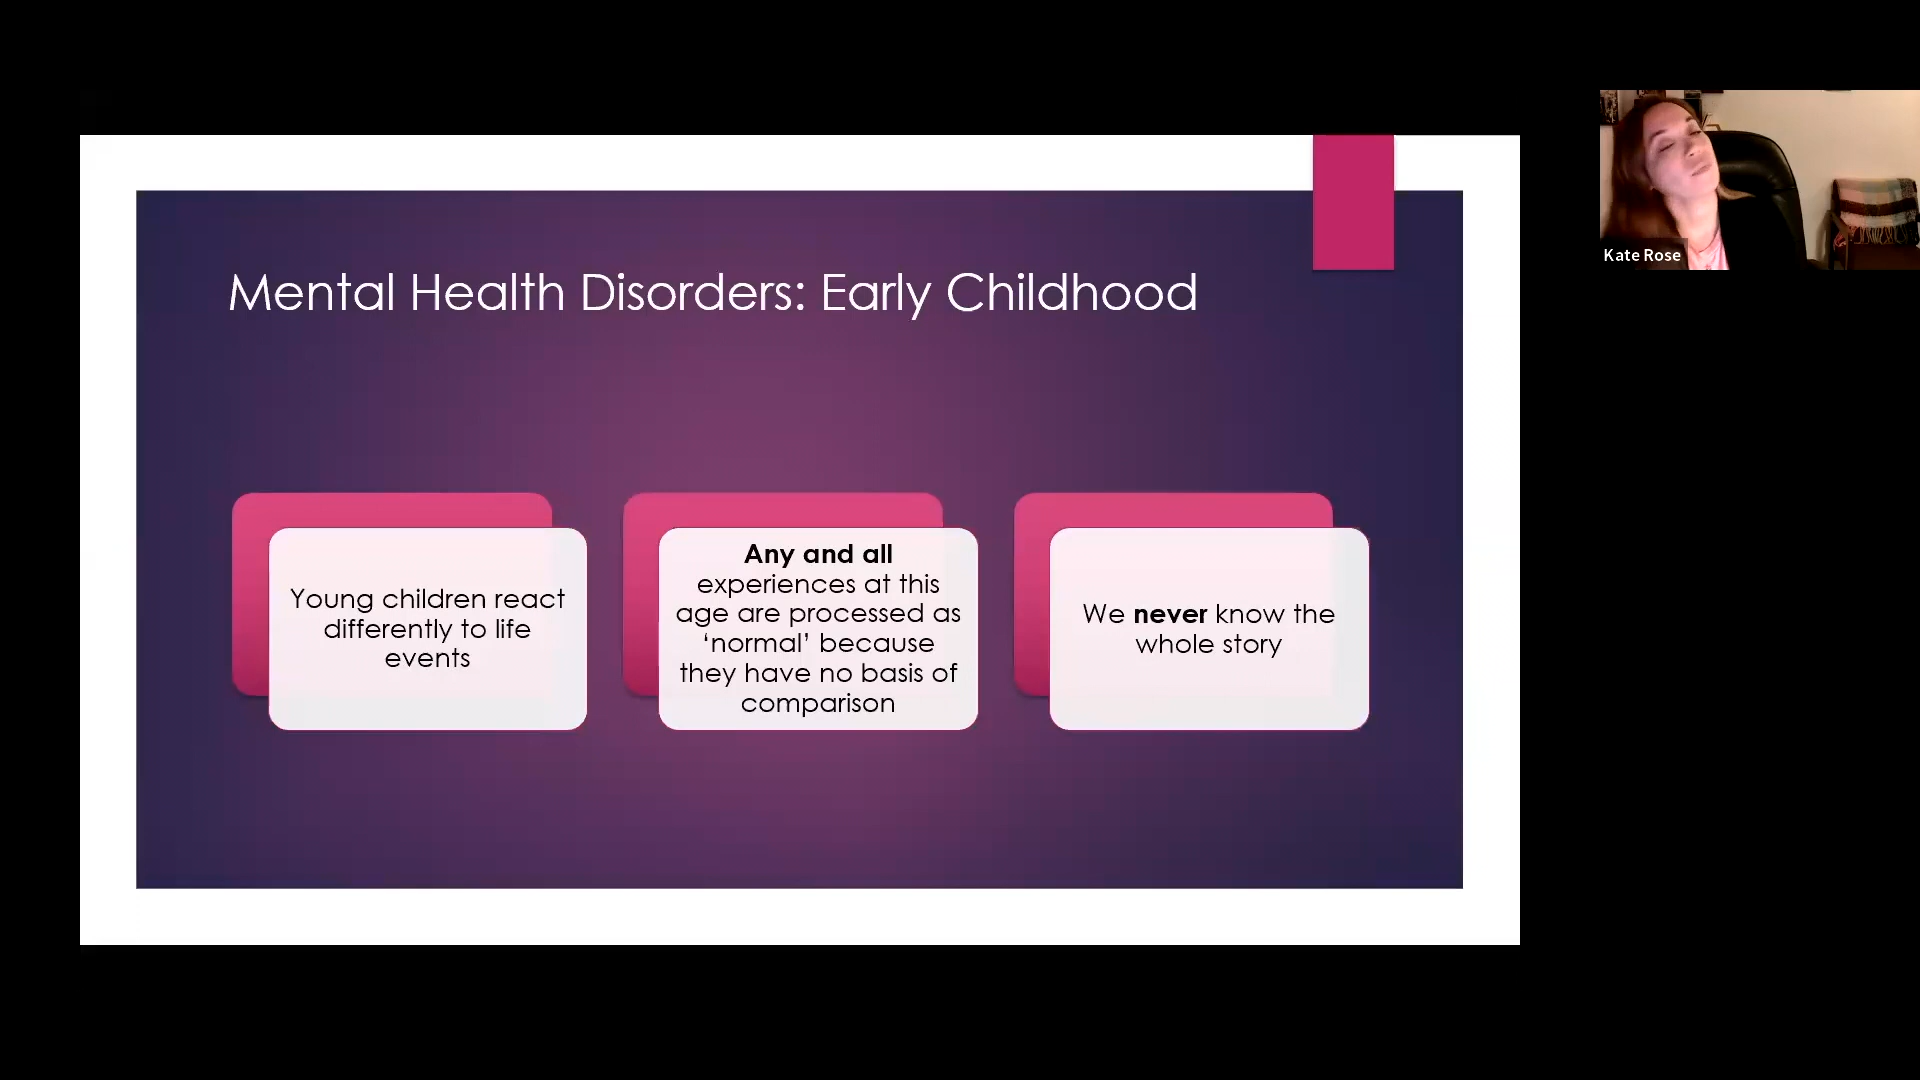 Mental Health Disorders: Early Childhood
Young children react
differently to life
events
Any and all
experiences at this
age are processed as
‘normal’ because
they have no basis of
comparison
We never know the
whole story
Kate Rose